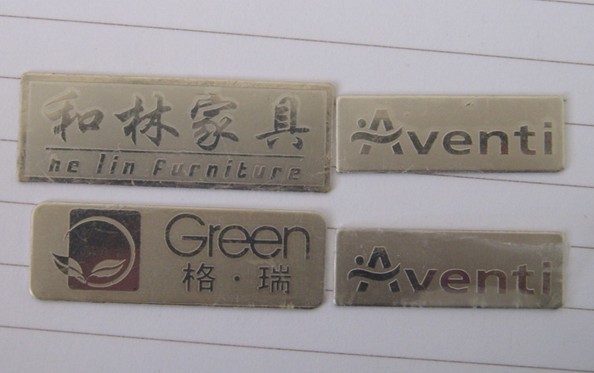 和林家具
he lin furniture
Aventi
Green
格·瑞
Aventi